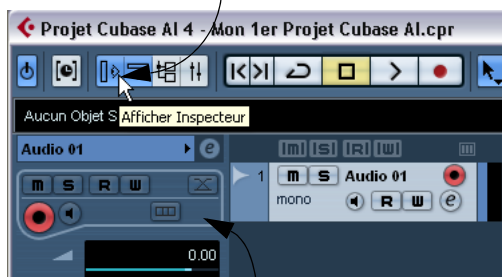 Projet Cubase AI 4 - Mon 1er Projet Cubase AI.cpr
Aucun Objet S
Afficher Inspecteur
Audio 01 e
M S R W
M S R W
1 M S Audio 01
mono R W e
0.00